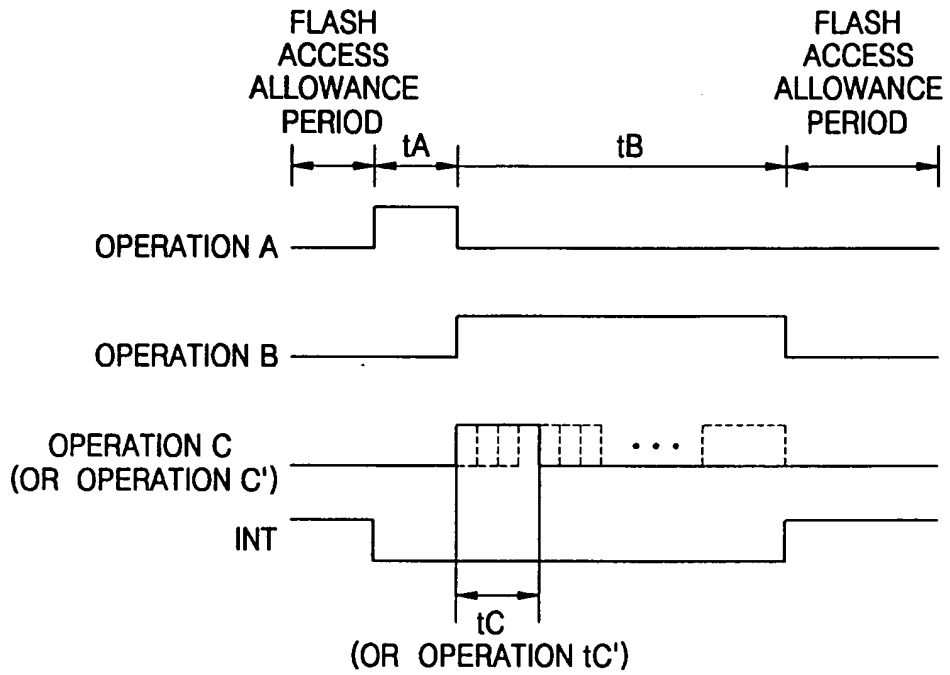 FLASH
ACCESS
ALLOWANCE
PERIOD
FLASH
ACCESS
ALLOWANCE
PERIOD
tA
tB
OPERATION A
OPERATION B
OPERATION C
(OR OPERATION C')
INT
tC
(OR OPERATION tC')